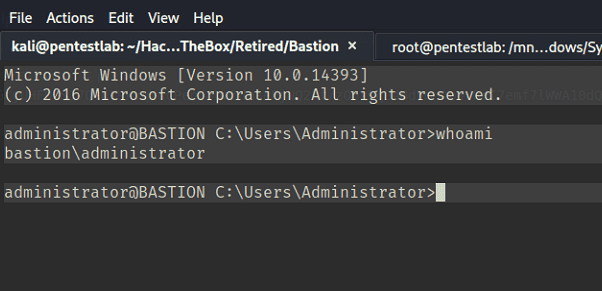 File Actions Edit View Help
kali@pentestlab: ~/Hac...TheBox/Retired/Bastion × root@pentestlab: /mn...dows/Sy
Microsoft Windows [Version 10.0.14393]
(c) 2016 Microsoft Corporation. All rights reserved.
administrator@BASTION C:\Users\Administrator>whoami
bastion\administrator
administrator@BASTION C:\Users\Administrator>